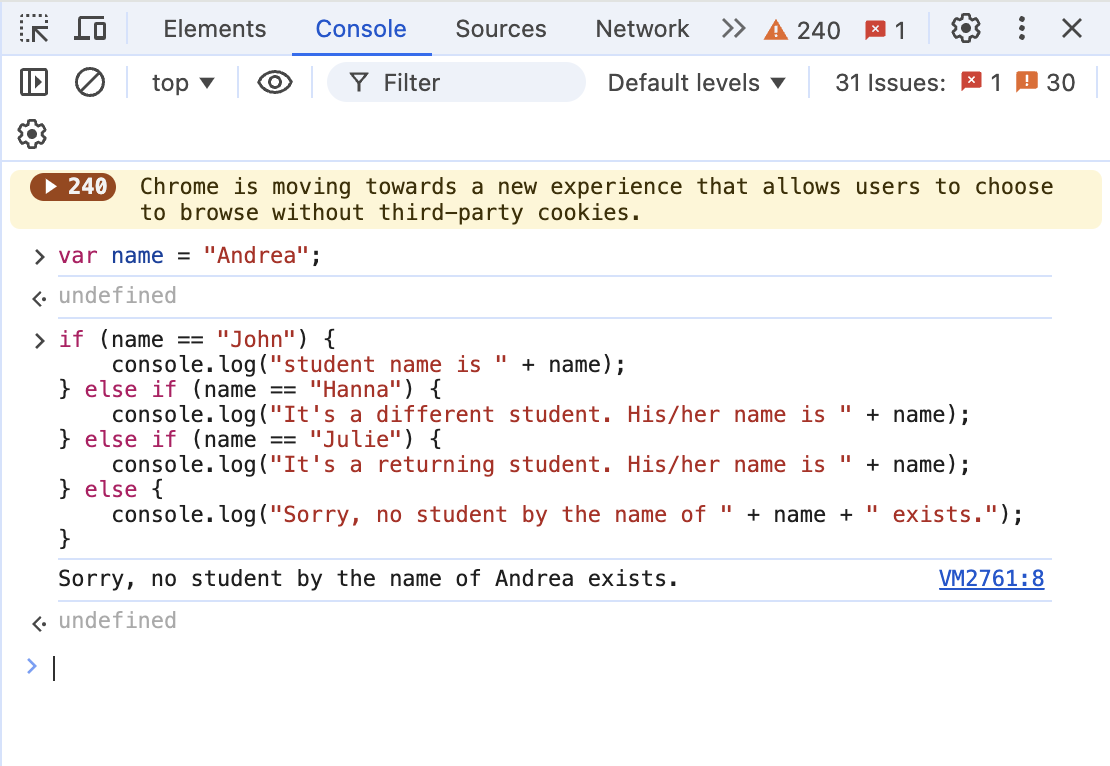 Elements Console Sources Network 240 1
top Filter Default levels 31 Issues: 1 30
240 Chrome is moving towards a new experience that allows users to choose
to browse without third-party cookies.
var name = "Andrea";
undefined
if (name == "John") {
    console.log("student name is " + name);
} else if (name == "Hanna") {
    console.log("It's a different student. His/her name is " + name);
} else if (name == "Julie") {
    console.log("It's a returning student. His/her name is " + name);
} else {
    console.log("Sorry, no student by the name of " + name + " exists.");
}
Sorry, no student by the name of Andrea exists. VM2761:8
undefined